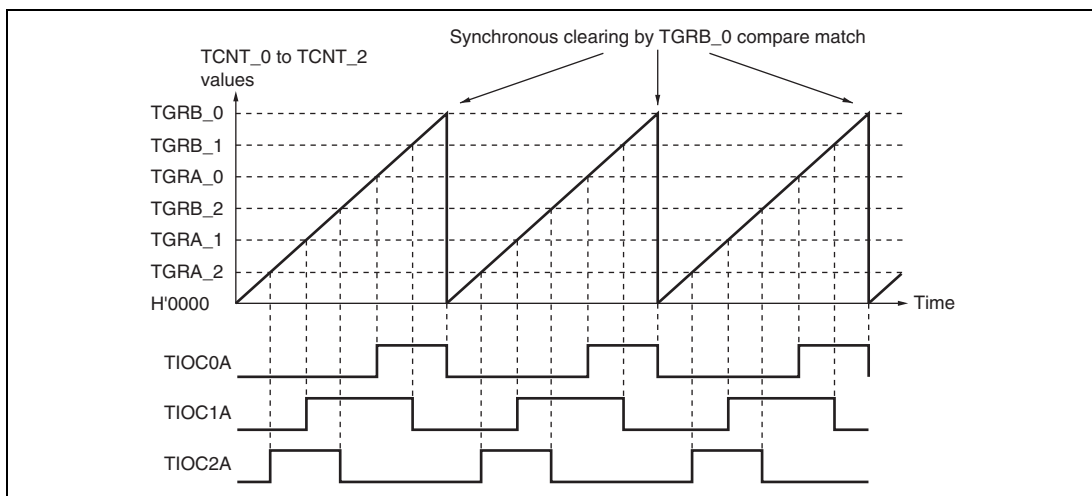 Synchronous clearing by TGRB_0 compare match
TCNT_0 to TCNT_2
values
TGRB_0
TGRB_1
TGRA_0
TGRB_2
TGRA_1
TGRA_2
H'0000
Time
TIOC0A
TIOC1A
TIOC2A